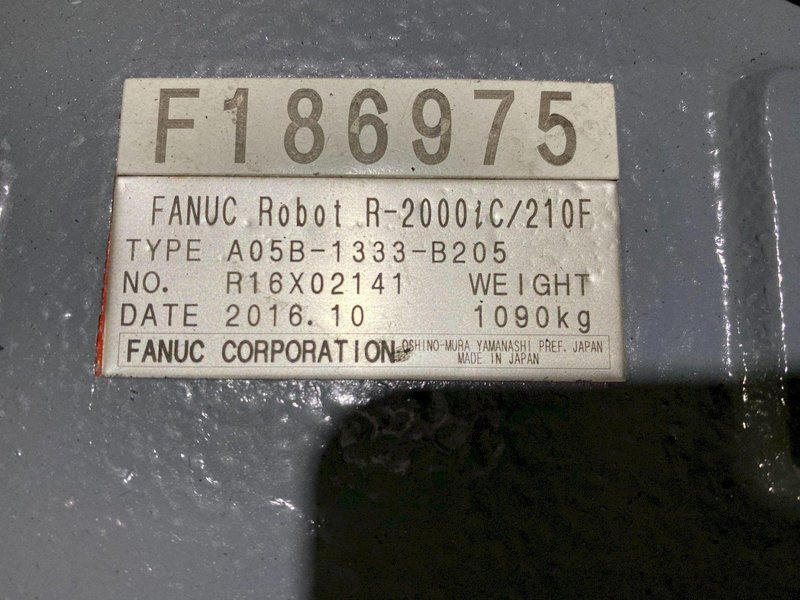 F186975
FANUC Robot R-2000iC/210F
TYPE A05B-1333-B205
NO. R16X02141 WEIGHT
DATE 2016.10 1090kg
FANUC CORPORATION OSHINO-MURA YAMANASHI PREF. JAPAN
MADE IN JAPAN